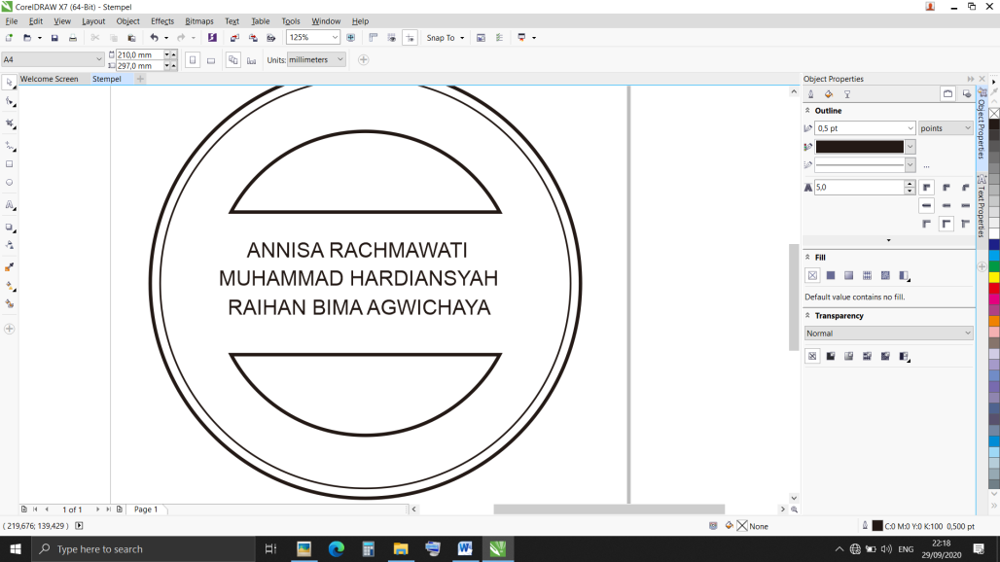 CorelDRAW X7 (64-Bit) - Stempel
File Edit View Layout Object Effects Bitmaps Text Table Tools Window Help
125% Snap To
A4 210,0 mm Units: millimeters
297,0 mm
Welcome Screen Stempel
Object Properties
Outline
0,5 pt points
...
5,0
Fill
Default value contains no fill.
Transparency
Normal
Object Properties
Text Properties
ANNISA RACHMAWATI
MUHAMMAD HARDIANSYAH
RAIHAN BIMA AGWICHAYA
1 of 1 Page 1
( 219,676; 139,429 ) None C:0 M:0 Y:0 K:100 0,500 pt
Type here to search ENG 22:18
29/09/2020